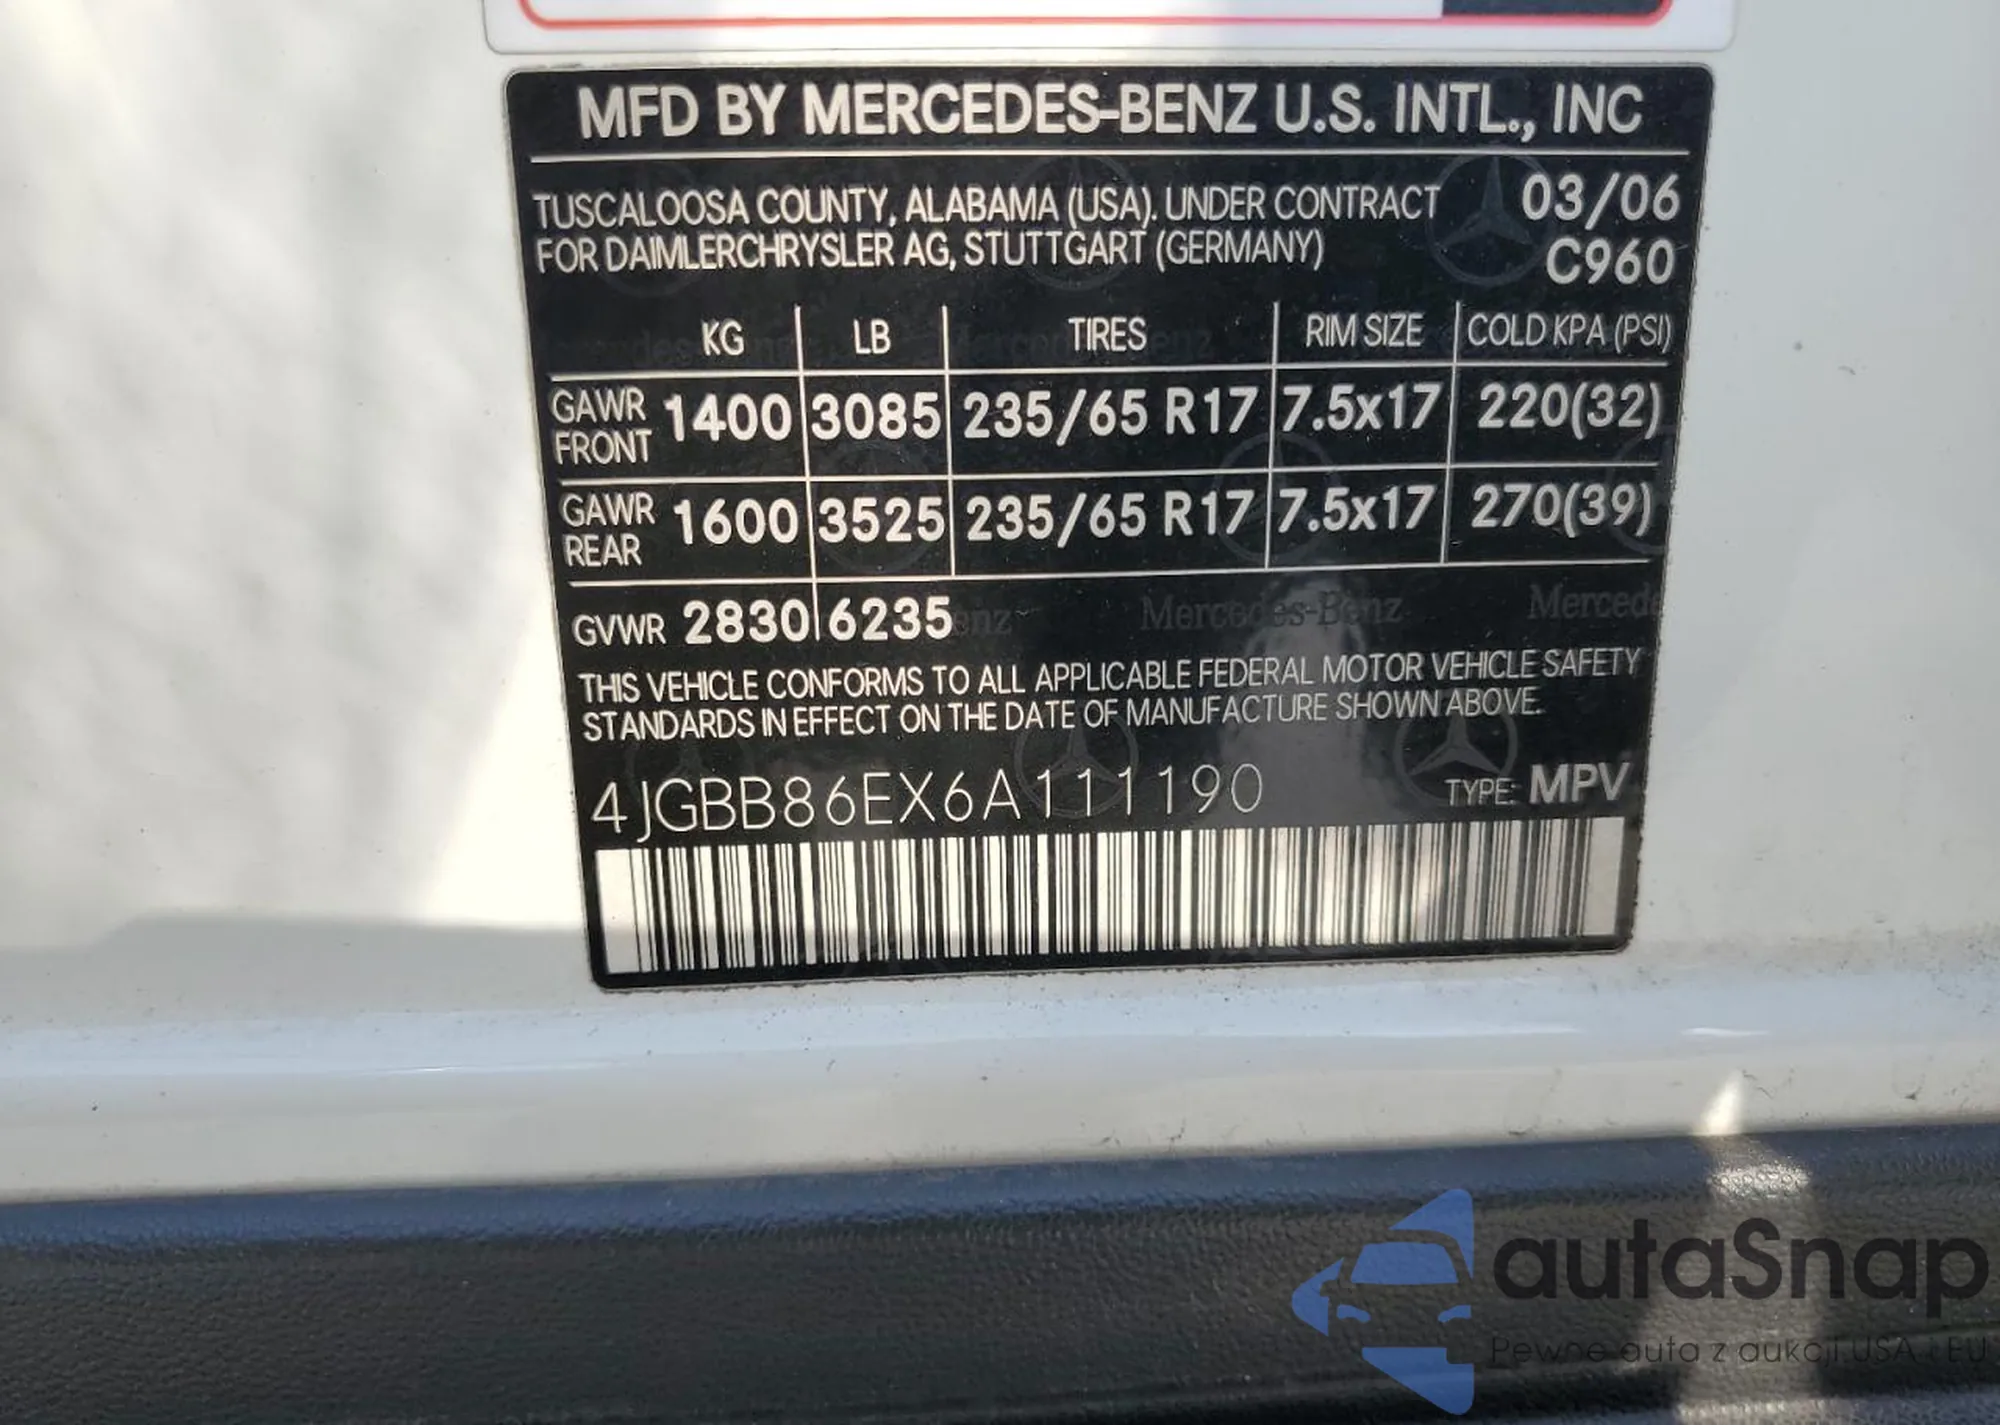 MFD BY MERCEDES-BENZ U.S. INTL., INC
TUSCALOOSA COUNTY, ALABAMA (USA). UNDER CONTRACT 03/06
FOR DAIMLERCHRYSLER AG, STUTTGART (GERMANY) C960
KG LB TIRES RIM SIZE COLD KPA (PSI)
GAWR FRONT 1400 3085 235/65 R17 7.5x17 220(32)
GAWR REAR 1600 3525 235/65 R17 7.5x17 270(39)
GVWR 2830 6235
Mercedes-Benz
THIS VEHICLE CONFORMS TO ALL APPLICABLE FEDERAL MOTOR VEHICLE SAFETY
STANDARDS IN EFFECT ON THE DATE OF MANUFACTURE SHOWN ABOVE.
4JGBB86EX6A111190 TYPE: MPV
autaSnap
Pewne auta z aukcji USA i EU